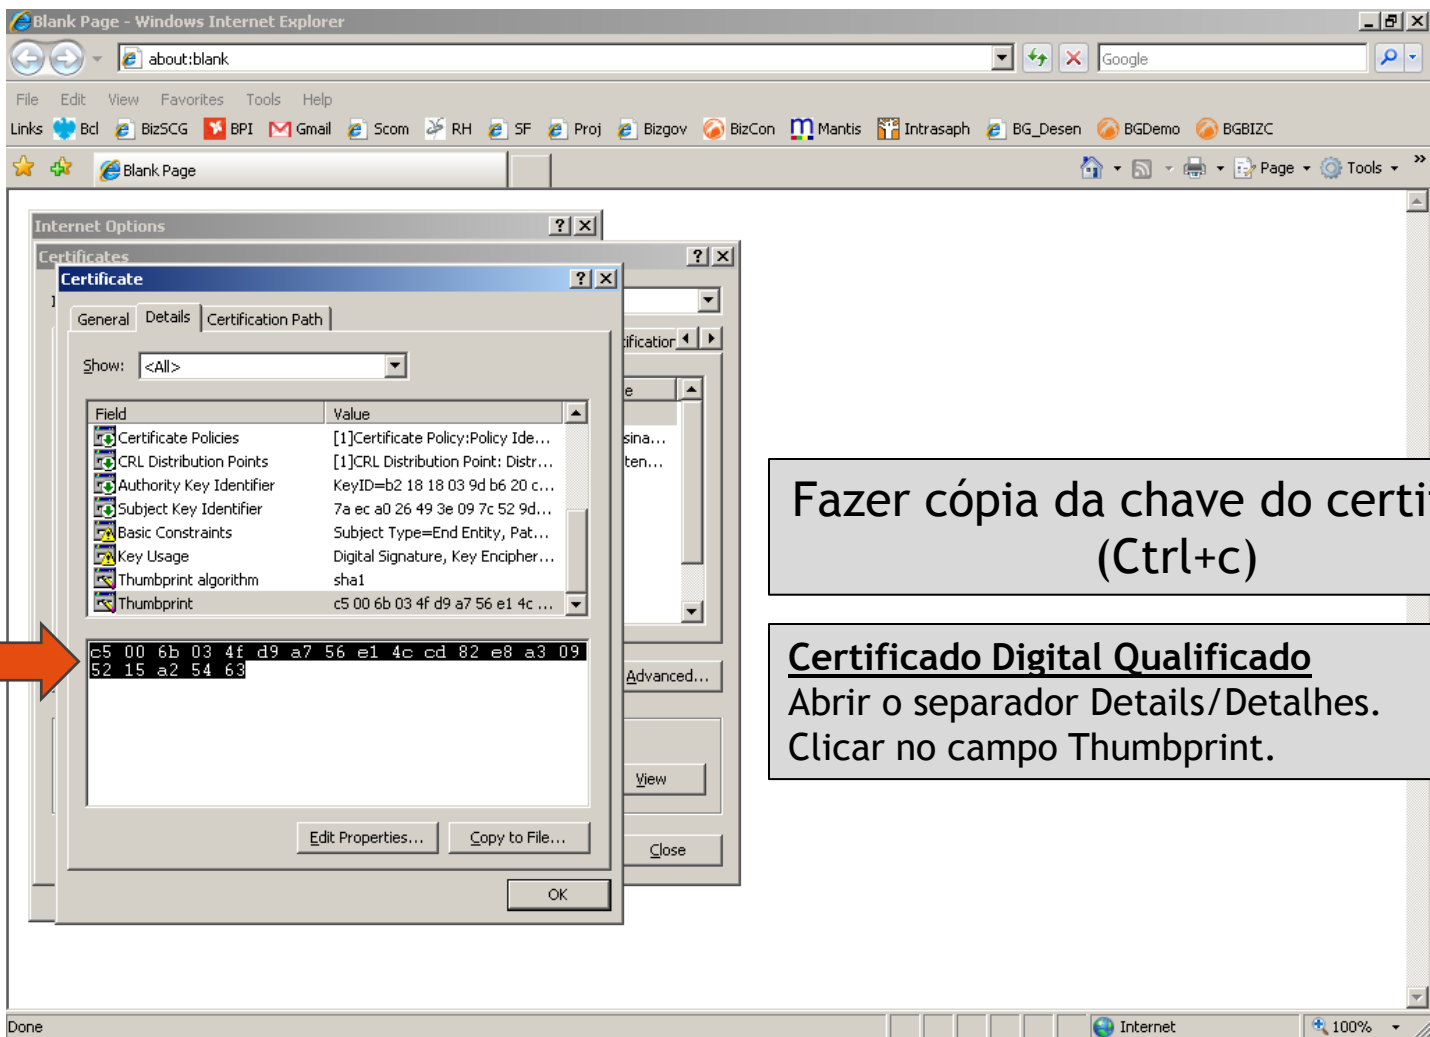 Blank Page - Windows Internet Explorer
about:blank
Google
File Edit View Favorites Tools Help
Links Bcl BizSCG BPI Gmail Scom RH SF Proj Bizgov BizCon Mantis Intrasaph BG_Desen BGDemo BGBIZC
Blank Page
Page Tools
Internet Options
Certificates
Certificate
General Details Certification Path
Show: <All>
Field Value
Certificate Policies [1]Certificate Policy:Policy Ide...
CRL Distribution Points [1]CRL Distribution Point: Distr...
Authority Key Identifier KeyID=b2 18 18 03 9d b6 20 c...
Subject Key Identifier 7a ec a0 26 49 3e 09 7c 52 9d...
Basic Constraints Subject Type=End Entity, Pat...
Key Usage Digital Signature, Key Encipher...
Thumbprint algorithm sha1
Thumbprint c5 00 6b 03 4f d9 a7 56 e1 4c ...
c5 00 6b 03 4f d9 a7 56 e1 4c cd 82 e8 a3 09
52 15 a2 54 63
Edit Properties... Copy to File...
OK
Advanced...
View
Close
Fazer cópia da chave do certi
(Ctrl+c)
Certificado Digital Qualificado
Abrir o separador Details/Detalhes.
Clicar no campo Thumbprint.
Done
Internet
100%